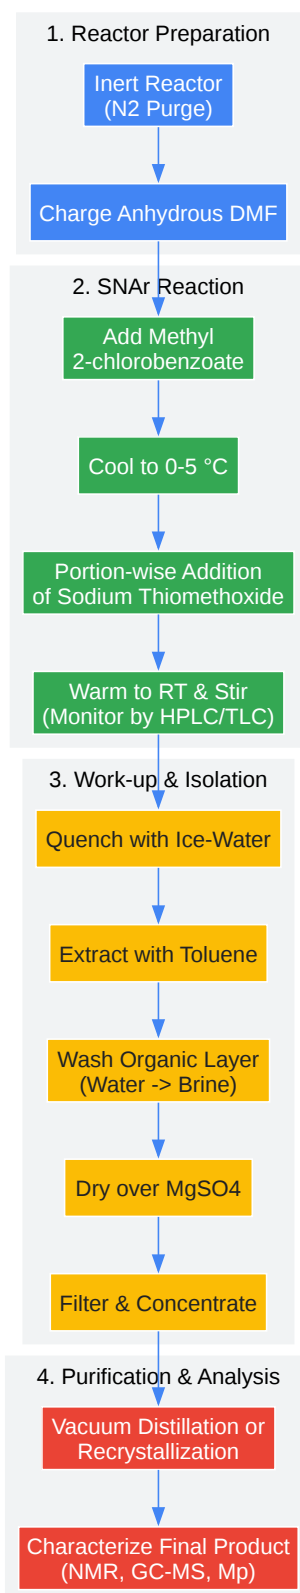 1. Reactor Preparation
Inert Reactor
(N2 Purge)
Charge Anhydrous DMF
2. SNAr Reaction
Add Methyl
2-chlorobenzoate
Cool to 0-5 °C
Portion-wise Addition
of Sodium Thiomethoxide
Warm to RT & Stir
(Monitor by HPLC/TLC)
3. Work-up & Isolation
Quench with Ice-Water
Extract with Toluene
Wash Organic Layer
(Water -> Brine)
Dry over MgSO4
Filter & Concentrate
4. Purification & Analysis
Vacuum Distillation or
Recrystallization
Characterize Final Product
(NMR, GC-MS, Mp)